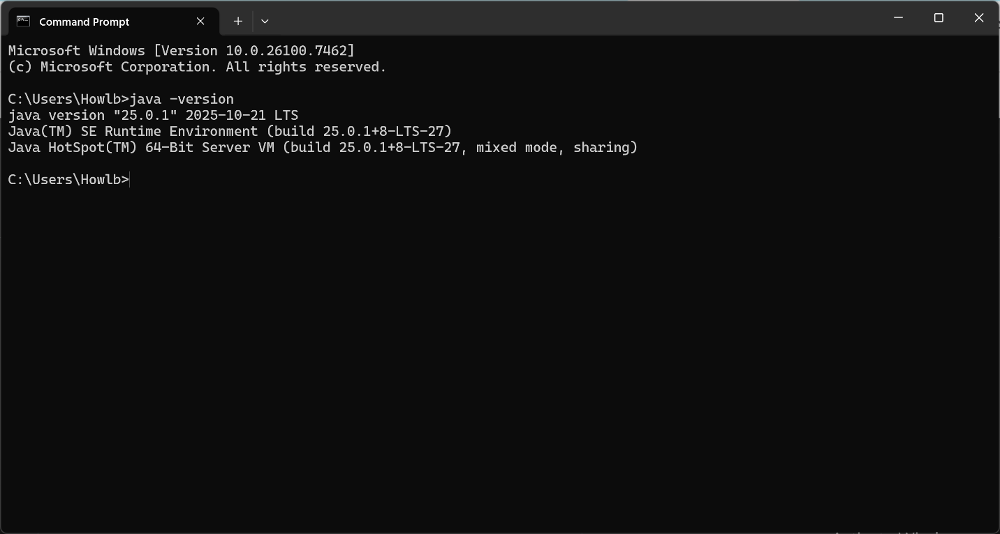 Command Prompt
Microsoft Windows [Version 10.0.26100.7462]
(c) Microsoft Corporation. All rights reserved.
C:\Users\Howlb>java -version
java version "25.0.1" 2025-10-21 LTS
Java(TM) SE Runtime Environment (build 25.0.1+8-LTS-27)
Java HotSpot(TM) 64-Bit Server VM (build 25.0.1+8-LTS-27, mixed mode, sharing)
C:\Users\Howlb>